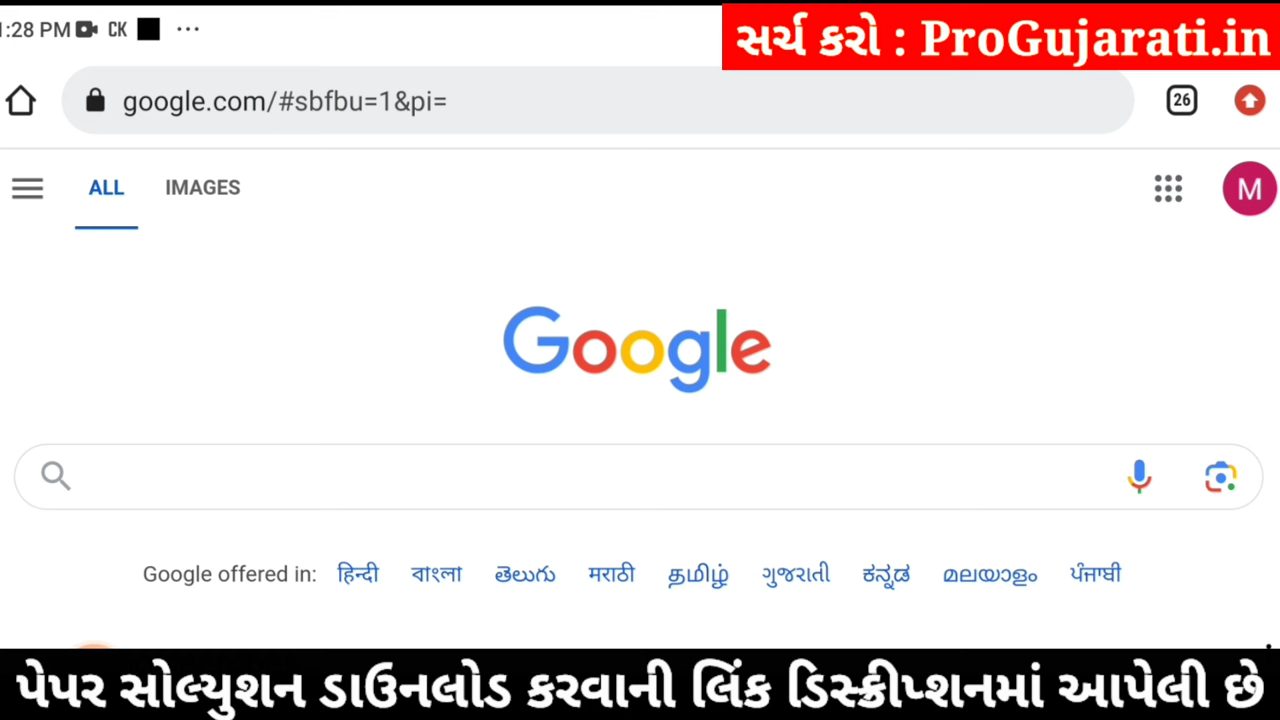 1:28 PM CK ...
સર્ચ કરો : ProGujarati.in
google.com/#sbfbu=1&pi=
26
ALL IMAGES
M
Google
Google offered in: हिन्दी বাংলা తెలుగు मराठी தமிழ் ગુજરાતી ಕನ್ನಡ മലയാളം ਪੰਜਾਬੀ
પેપર સોલ્યુશન ડાઉનલોડ કરવાની લિંક ડિસ્ક્રીપ્શનમાં આપેલી છે